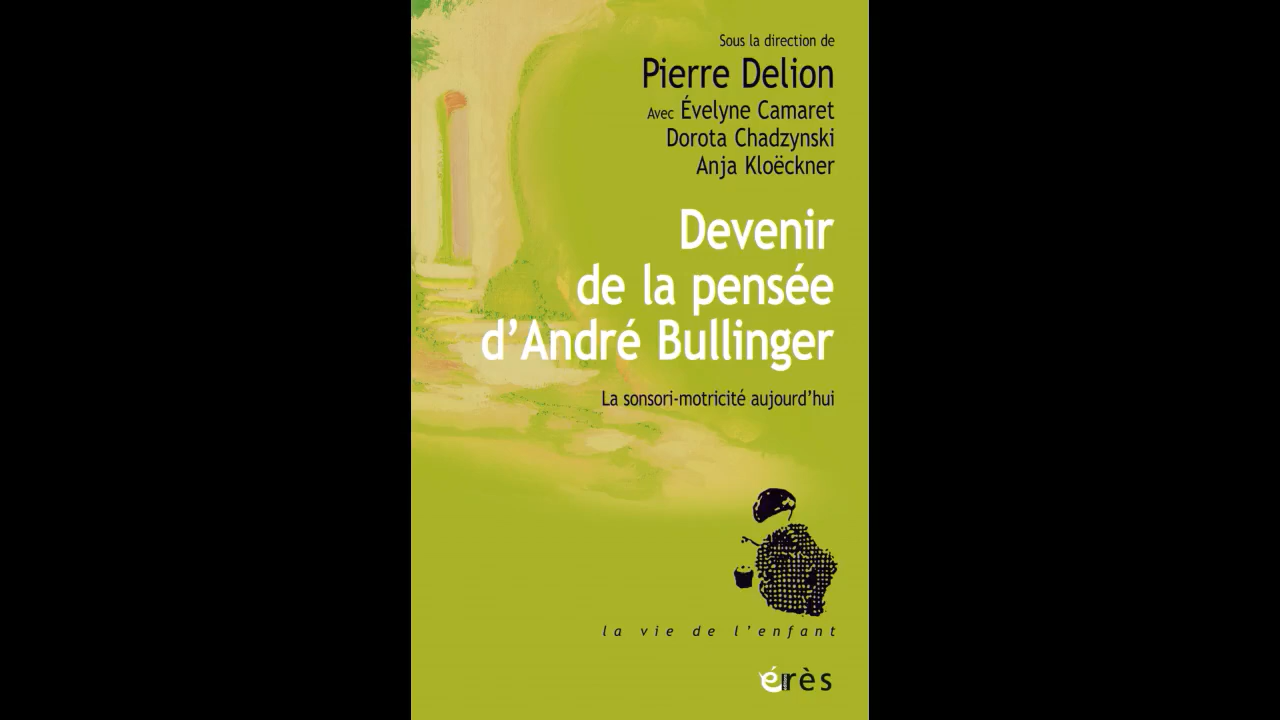 Sous la direction de
Pierre Delion
Avec Évelyne Camaret
Dorota Chadzynski
Anja Kloëckner
Devenir
de la pensée
d’André Bullinger
La sonsori-motricité aujourd’hui
la vie de l’enfant
érès